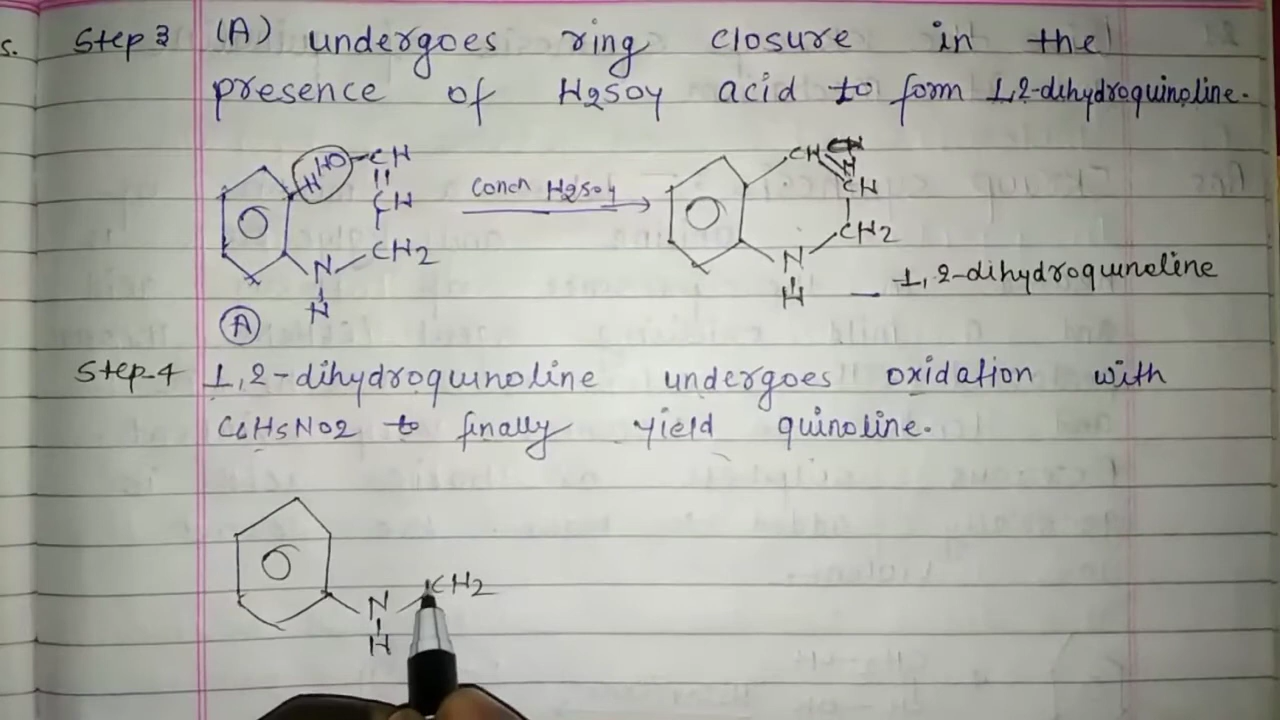 s.
Step 3 (A) undergoes ring closure in the
presence of H2SO4 acid to form 1,2-dihydroquinoline.
H HO-CH
CH
CH2
N
H
A
Conc H2SO4
CH
CH
CH2
N
H
1,2-dihydroquinoline
Step-4 1,2-dihydroquinoline undergoes oxidation with
C6H5NO2 to finally yield quinoline.
CH2
N
H